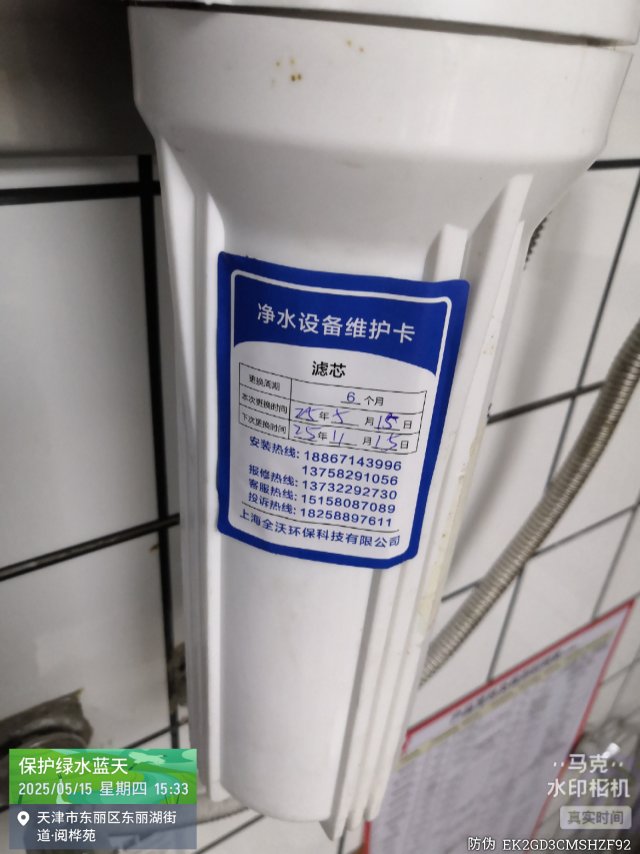 净水设备维护卡
滤芯
更换周期 6 个月
本次更换时间 25 年 5 月 15 日
下次更换时间 25 年 11 月 15 日
安装热线: 18867143996
13758291056
报修热线: 13732292730
客服热线: 15158087089
投诉热线: 18258897611
上海全沃环保科技有限公司
保护绿水蓝天
2025/05/15 星期四 15:33
天津市东丽区东丽湖街
道·阅桦苑
马克
水印相机
真实时间
防伪 EK2GD3CMSHZF92